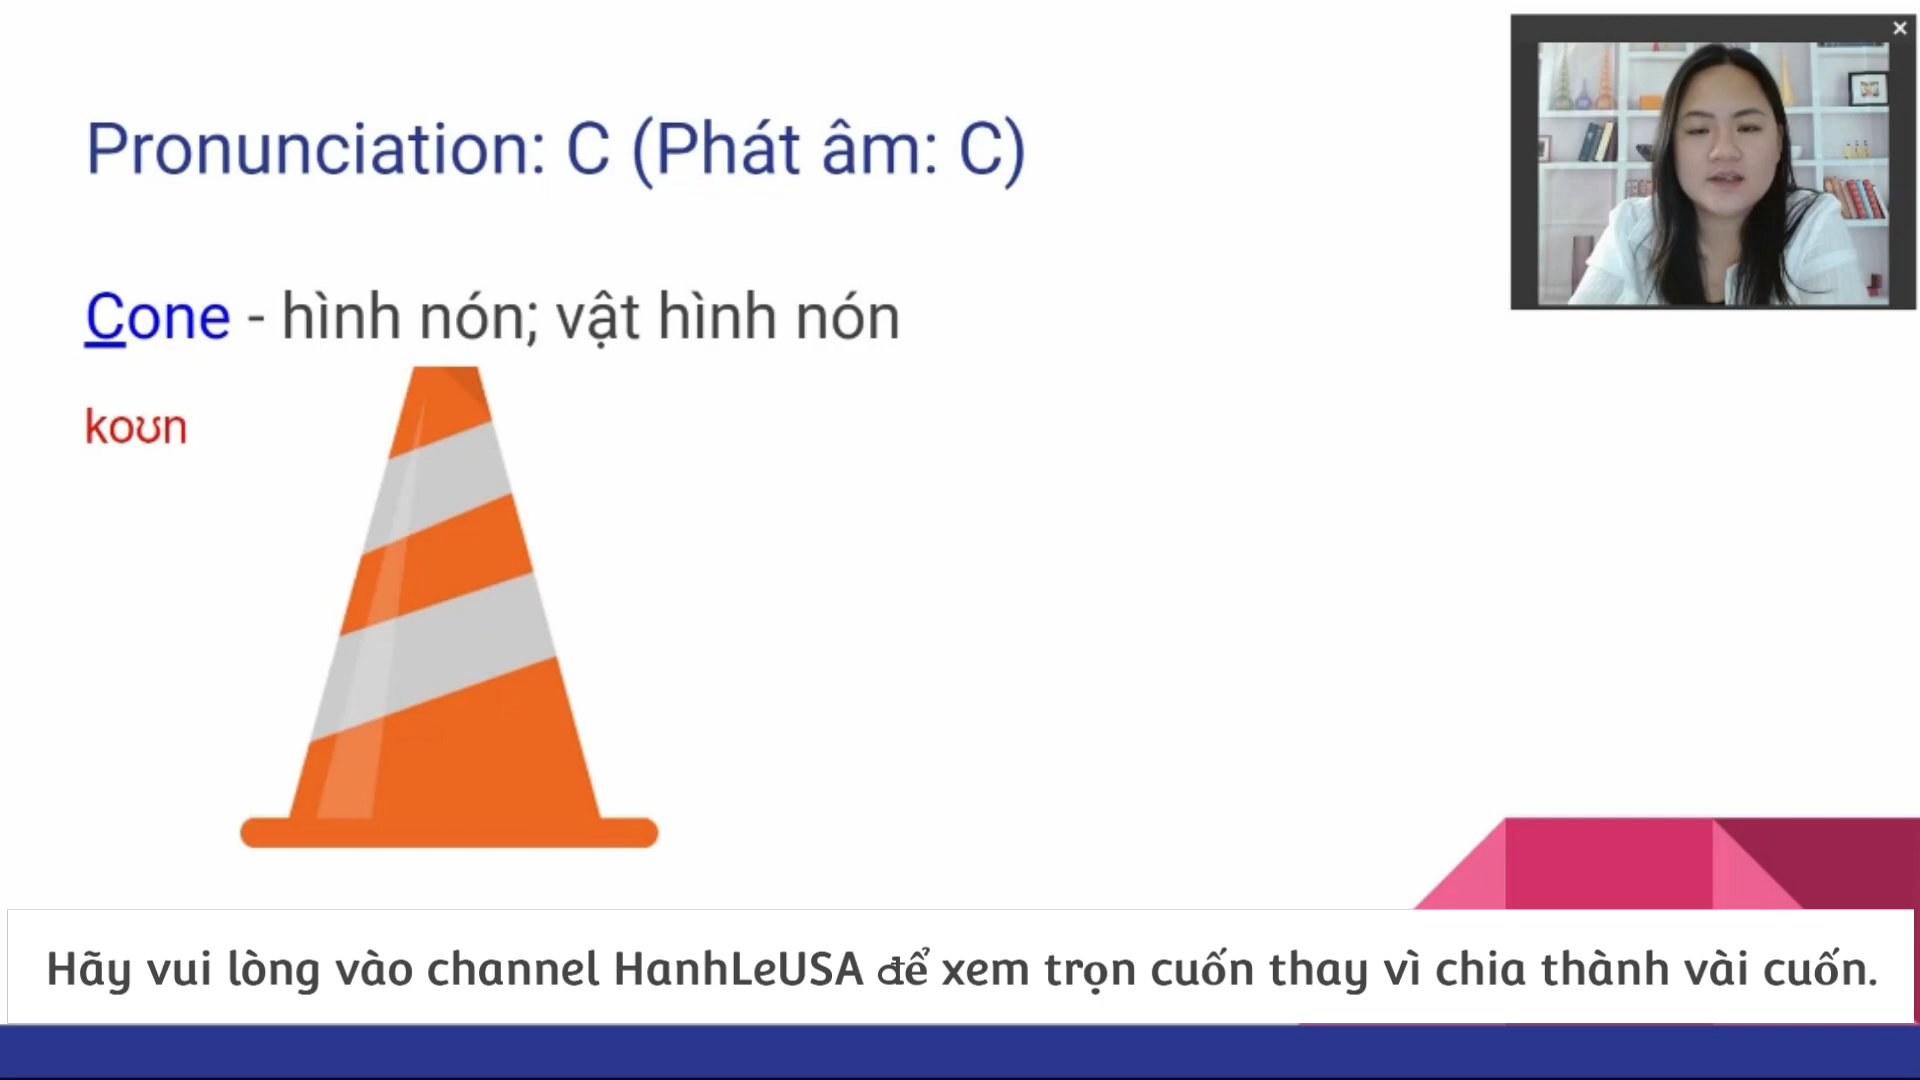 Pronunciation: C (Phát âm: C)
Cone - hình nón; vật hình nón
koʊn
Hãy vui lòng vào channel HanhLeUSA để xem trọn cuốn thay vì chia thành vài cuốn.